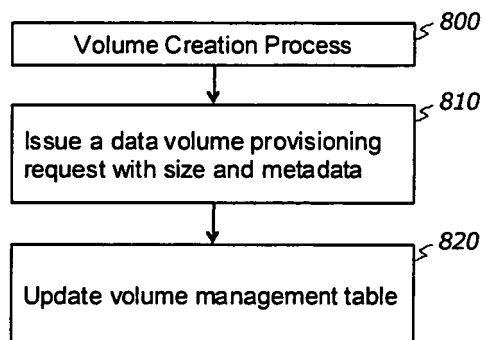 800
Volume Creation Process
810
Issue a data volume provisioning
request with size and metadata
820
Update volume management table